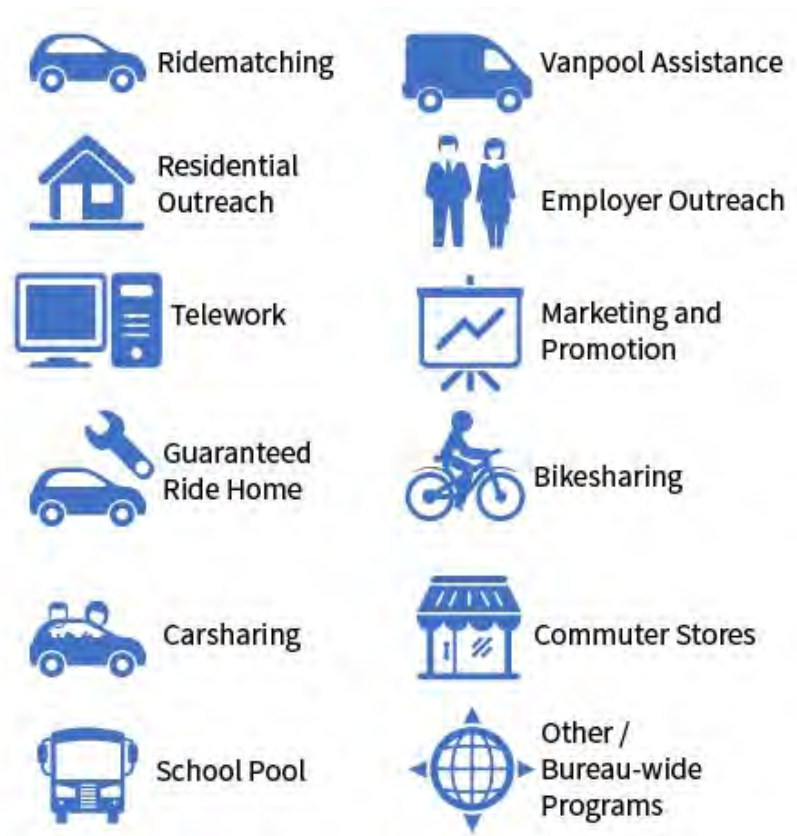 Ridematching
Vanpool Assistance
Residential
Outreach
Employer Outreach
Telework
Marketing and
Promotion
Guaranteed
Ride Home
Bikesharing
Carsharing
Commuter Stores
School Pool
Other /
Bureau-wide
Programs